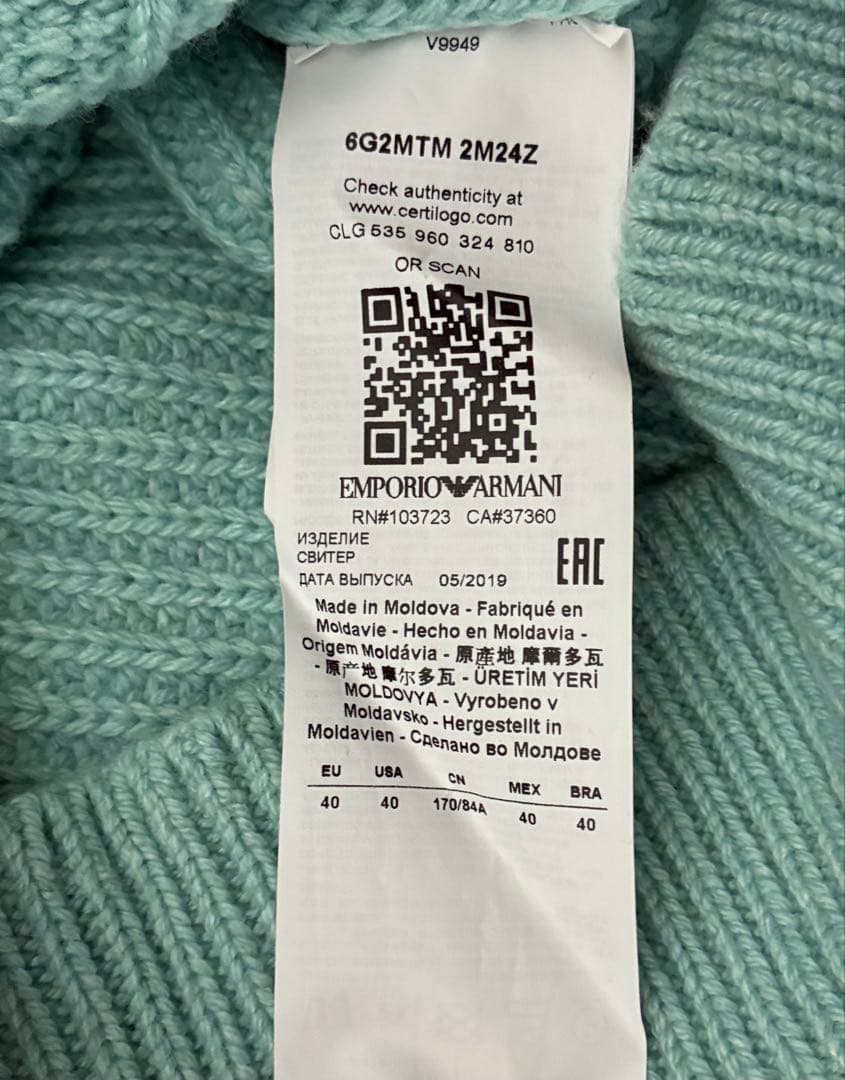 V9949
6G2MTM 2M24Z
Check authenticity at
www.certilogo.com
CLG 535 960 324 810
OR SCAN
EMPORIO ARMANI
RN#103723 CA#37360
ИЗДЕЛИЕ
СВИТЕР
EAC
ДАТА ВЫПУСКА 05/2019
Made in Moldova - Fabriqué en
Moldavie - Hecho en Moldavia -
Origem Moldávia - 原產地 摩爾多瓦
- 原产地 摩尔多瓦 - ÜRETİM YERİ
MOLDOVYA - Vyrobeno v
Moldavsko - Hergestellt in
Moldavien - Сделано во Молдове
EU USA CN MEX BRA
40 40 170/84A 40 40